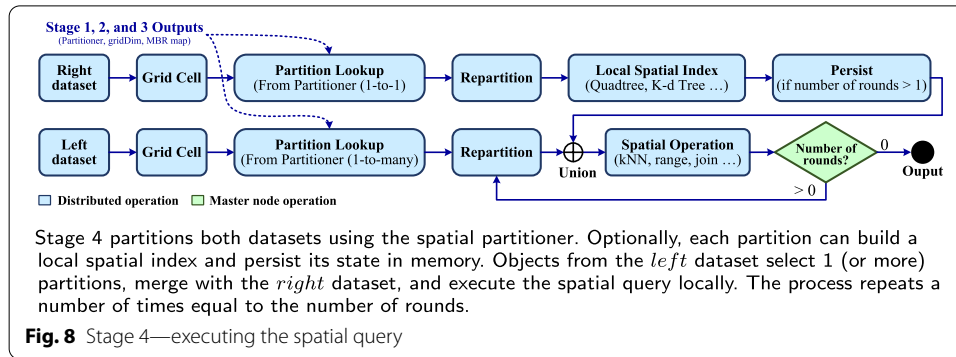 Stage 1, 2, and 3 Outputs
(Partitioner, gridDim, MBR map)
Right
dataset
Grid Cell
Partition Lookup
(From Partitioner (1-to-1)
Repartition
Local Spatial Index
(Quadtree, K-d Tree ...)
Persist
(if number of rounds > 1)
Left
dataset
Grid Cell
Partition Lookup
(From Partitioner (1-to-many)
Repartition
Union
Spatial Operation
(kNN, range, join ...)
Number of
rounds?
0
Ouput
> 0
Distributed operation
Master node operation
Stage 4 partitions both datasets using the spatial partitioner. Optionally, each partition can build a
local spatial index and persist its state in memory. Objects from the left dataset select 1 (or more)
partitions, merge with the right dataset, and execute the spatial query locally. The process repeats a
number of times equal to the number of rounds.
Fig. 8 Stage 4—executing the spatial query